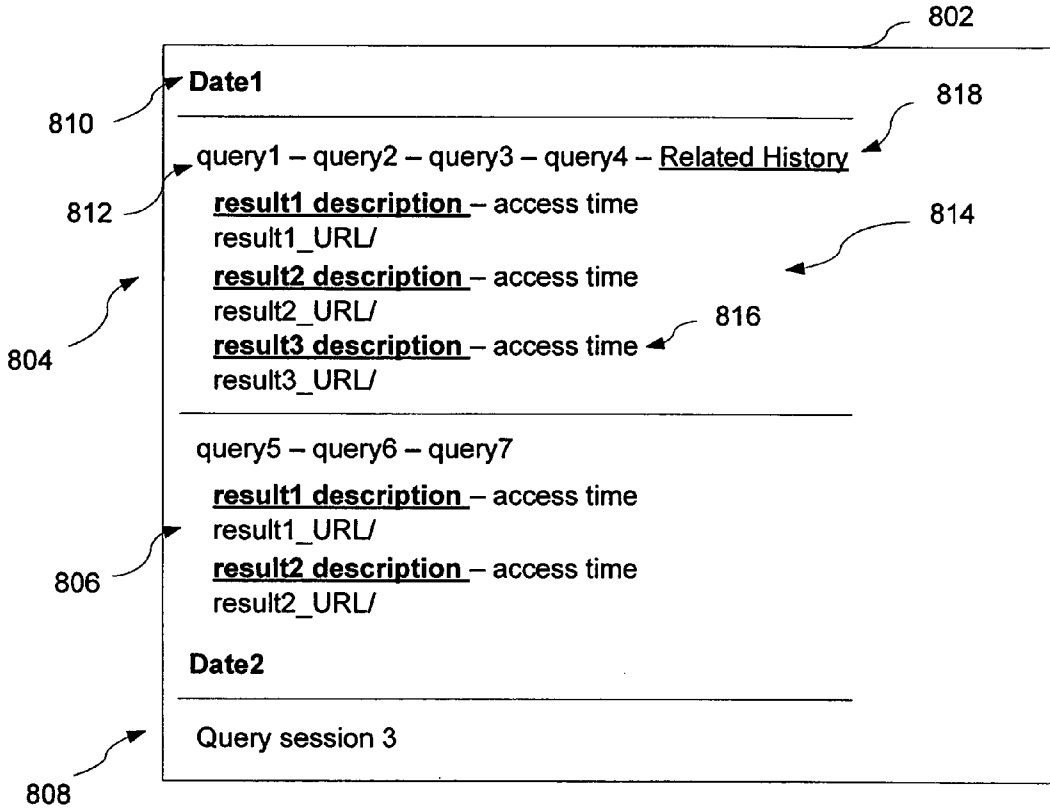 802
Date1
810
818
query1 – query2 – query3 – query4 – Related History
812
result1 description – access time
814
result1_URL/
result2 description – access time
result2_URL/
816
result3 description – access time
804
result3_URL/
query5 – query6 – query7
result1 description – access time
result1_URL/
806
result2 description – access time
result2_URL/
Date2
Query session 3
808